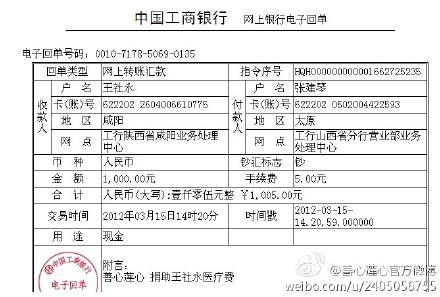 中国工商银行 网上银行电子回单
电子回单号码：0010-7178-5069-0135
回单类型 网上转账汇款 指令序号 HQH000000000001662725235
收款人 户 名 王社永 付款人 户 名 张建琴
卡(账)号 622202 2604006610775 卡(账)号 622202 0502004422593
地 区 咸阳 地 区 太原
网 点 工行陕西省咸阳业务处理中心 网 点 工行山西省分行营业部业务处理中心
币 种 人民币 钞汇标志 钞
金 额 1,000.00元 手续费 5.00元
合 计 人民币(大写)：壹仟零伍元整 ￥1,005.00元
交易时间 2012年03月15日14时20分 时间戳 2012-03-15-14.20.59.000000
用 途 现金
附言：
善心莲心 捐助王社永医疗费
中国工商银行
电子回单
@善心莲心官方微博
weibo.com/u/2405056755